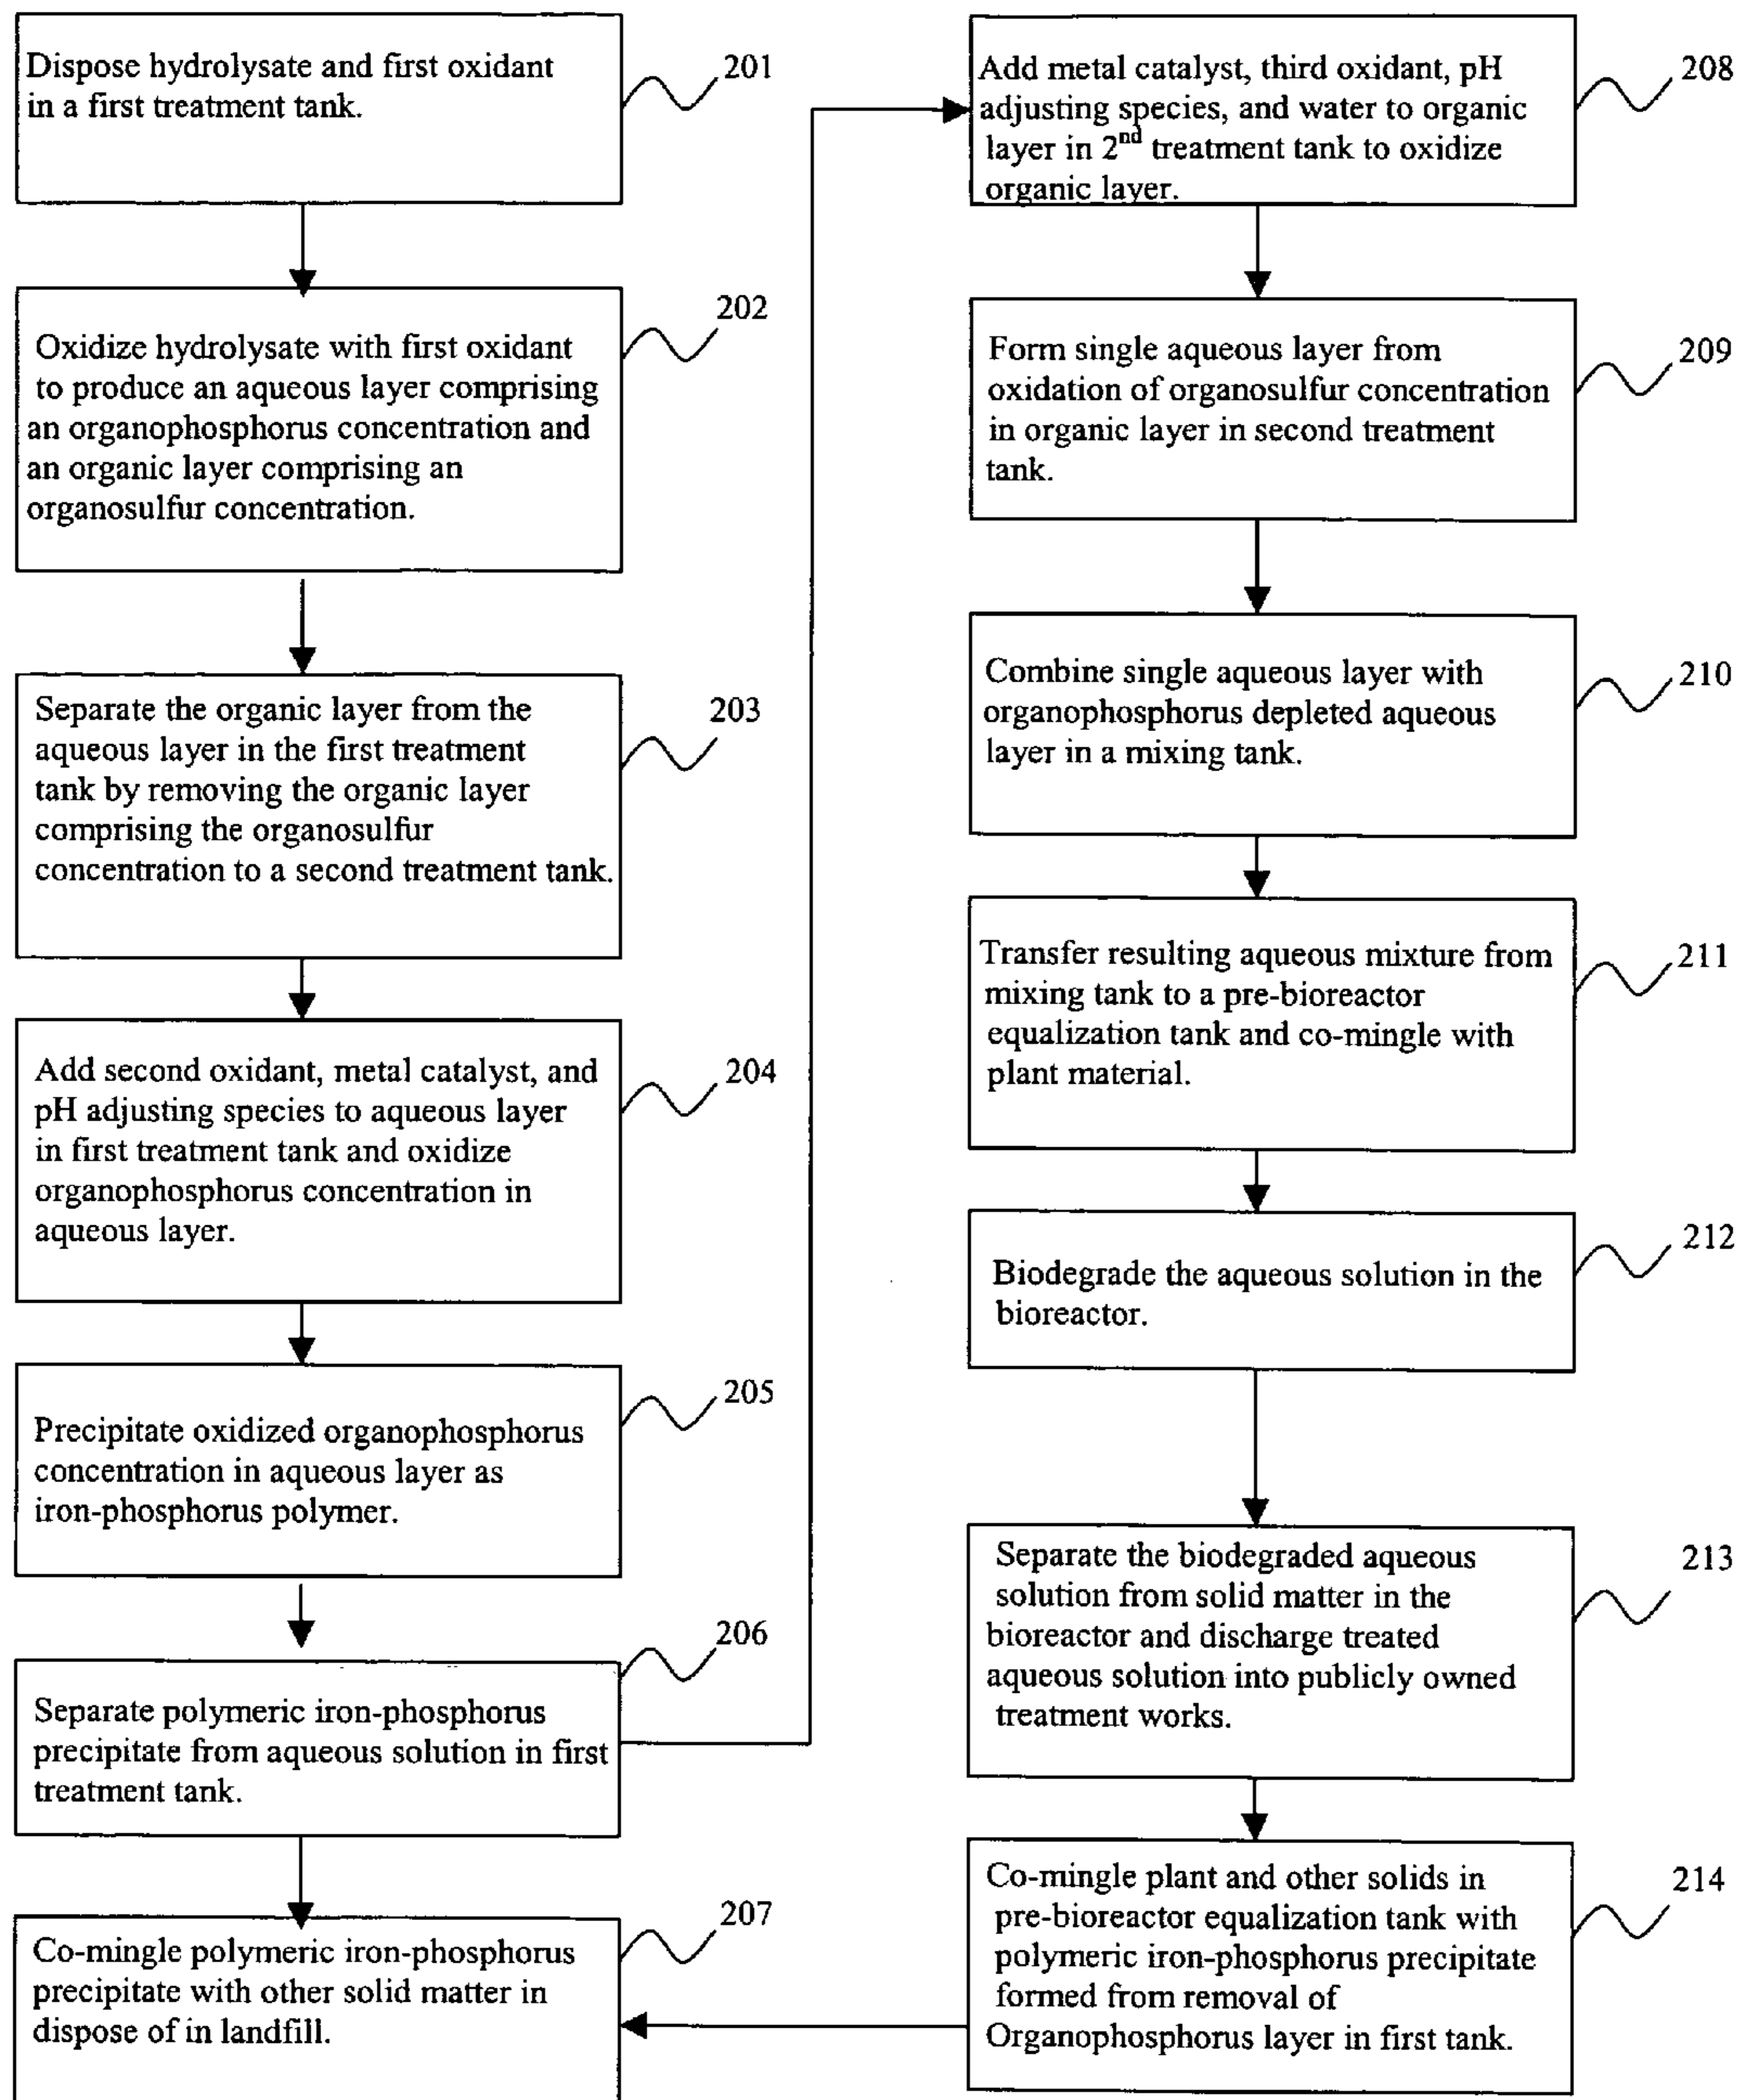 Dispose hydrolysate and first oxidant
in a first treatment tank.
201
Oxidize hydrolysate with first oxidant
to produce an aqueous layer comprising
an organophosphorus concentration and
an organic layer comprising an
organosulfur concentration.
202
Separate the organic layer from the
aqueous layer in the first treatment
tank by removing the organic layer
comprising the organosulfur
concentration to a second treatment tank.
203
Add second oxidant, metal catalyst, and
pH adjusting species to aqueous layer
in first treatment tank and oxidize
organophosphorus concentration in
aqueous layer.
204
Precipitate oxidized organophosphorus
concentration in aqueous layer as
iron-phosphorus polymer.
205
Separate polymeric iron-phosphorus
precipitate from aqueous solution in first
treatment tank.
206
Co-mingle polymeric iron-phosphorus
precipitate with other solid matter in
dispose of in landfill.
207
Add metal catalyst, third oxidant, pH
adjusting species, and water to organic
layer in 2nd treatment tank to oxidize
organic layer.
208
Form single aqueous layer from
oxidation of organosulfur concentration
in organic layer in second treatment
tank.
209
Combine single aqueous layer with
organophosphorus depleted aqueous
layer in a mixing tank.
210
Transfer resulting aqueous mixture from
mixing tank to a pre-bioreactor
equalization tank and co-mingle with
plant material.
211
Biodegrade the aqueous solution in the
bioreactor.
212
Separate the biodegraded aqueous
solution from solid matter in the
bioreactor and discharge treated
aqueous solution into publicly owned
treatment works.
213
Co-mingle plant and other solids in
pre-bioreactor equalization tank with
polymeric iron-phosphorus precipitate
formed from removal of
Organophosphorus layer in first tank.
214